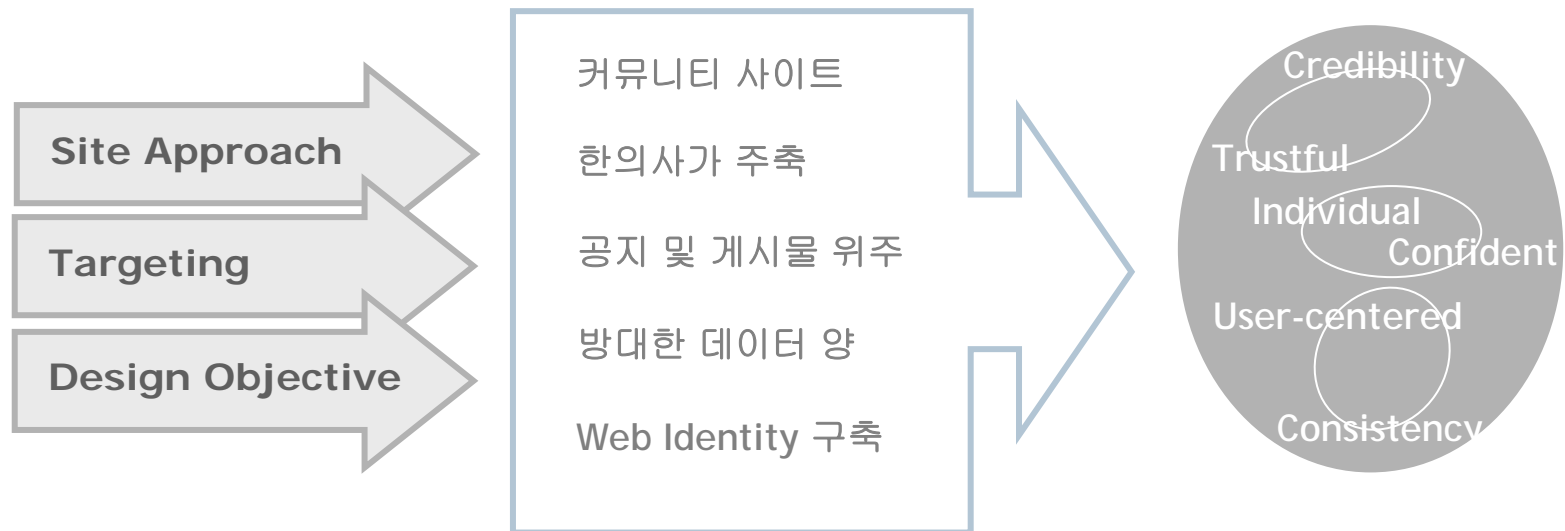 Site Approach
Targeting
Design Objective
커뮤니티 사이트
한의사가 주축
공지 및 게시물 위주
방대한 데이터 양
Web Identity 구축
Credibility
Trustful
Individual
Confident
User-centered
Consistency